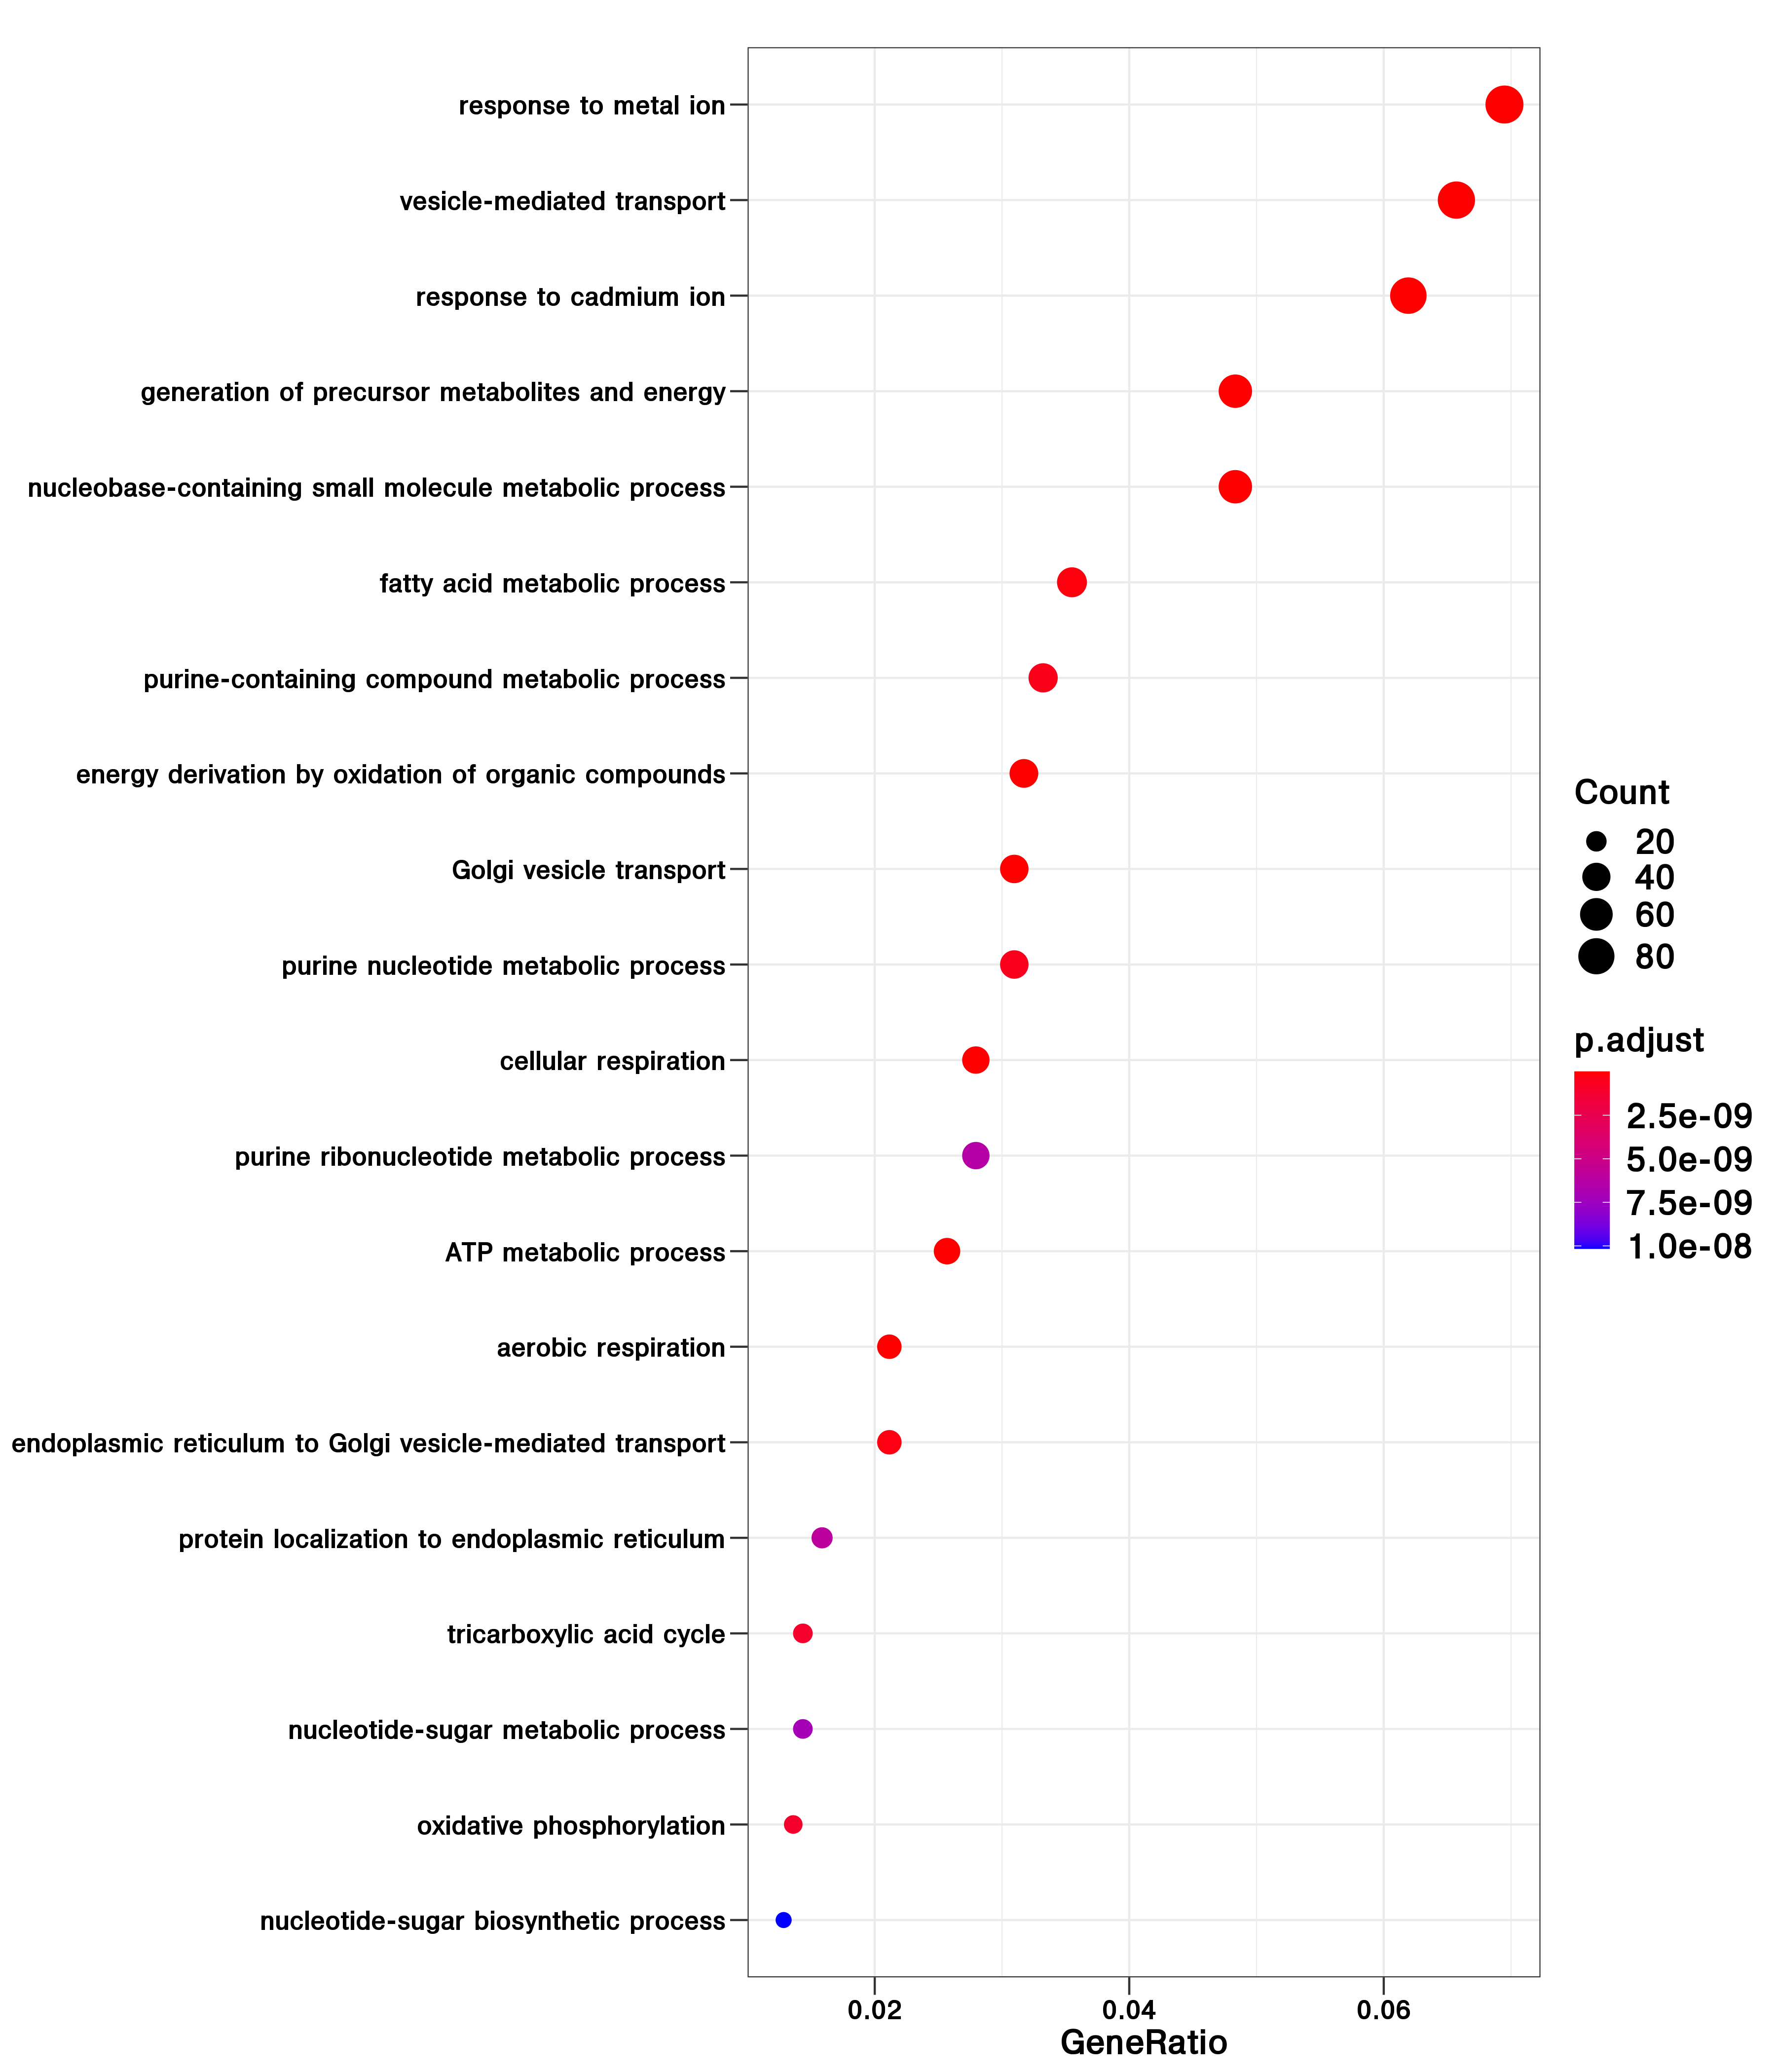 response to metal ion
vesicle-mediated transport
response to cadmium ion
generation of precursor metabolites and energy
nucleobase-containing small molecule metabolic process
fatty acid metabolic process
purine-containing compound metabolic process
energy derivation by oxidation of organic compounds
Golgi vesicle transport
purine nucleotide metabolic process
cellular respiration
purine ribonucleotide metabolic process
ATP metabolic process
aerobic respiration
endoplasmic reticulum to Golgi vesicle-mediated transport
protein localization to endoplasmic reticulum
tricarboxylic acid cycle
nucleotide-sugar metabolic process
oxidative phosphorylation
nucleotide-sugar biosynthetic process
0.02 0.04 0.06
GeneRatio
Count
20
40
60
80
p.adjust
2.5e-09
5.0e-09
7.5e-09
1.0e-08